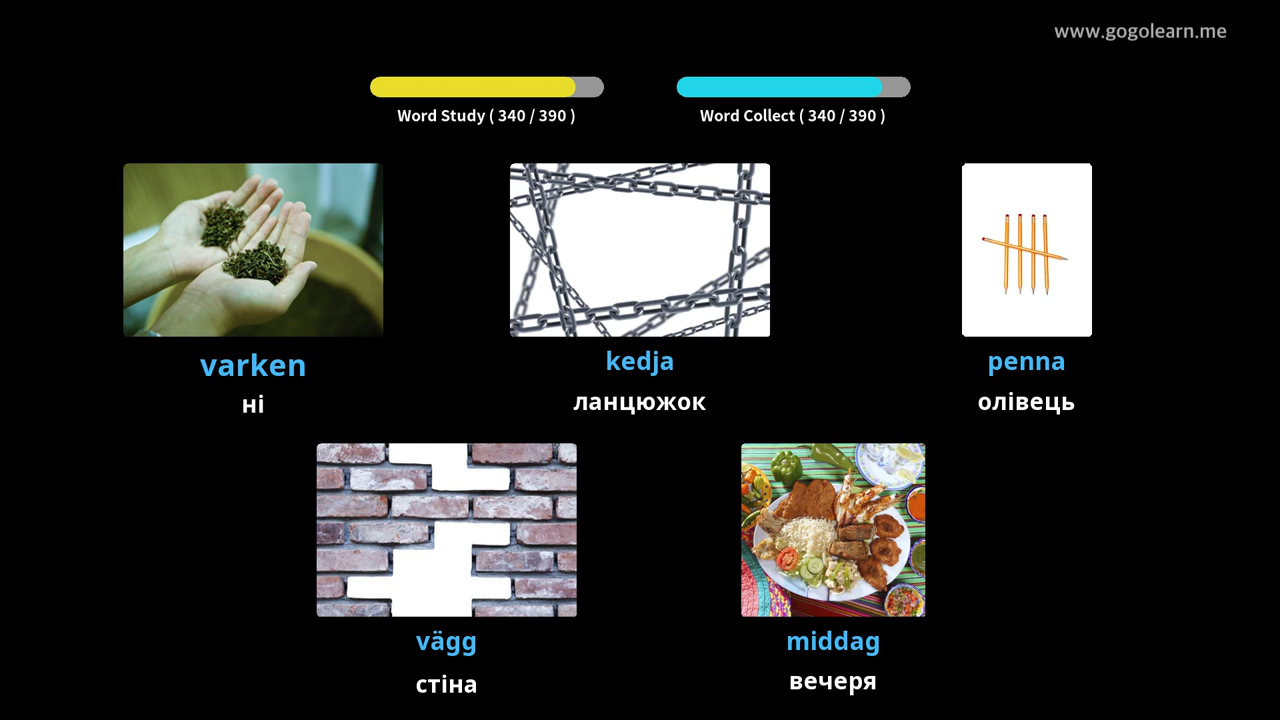 www.gogolearn.me
Word Study ( 340 / 390 )
Word Collect ( 340 / 390 )
varken
ні
kedja
ланцюжок
penna
олівець
vägg
стіна
middag
вечеря